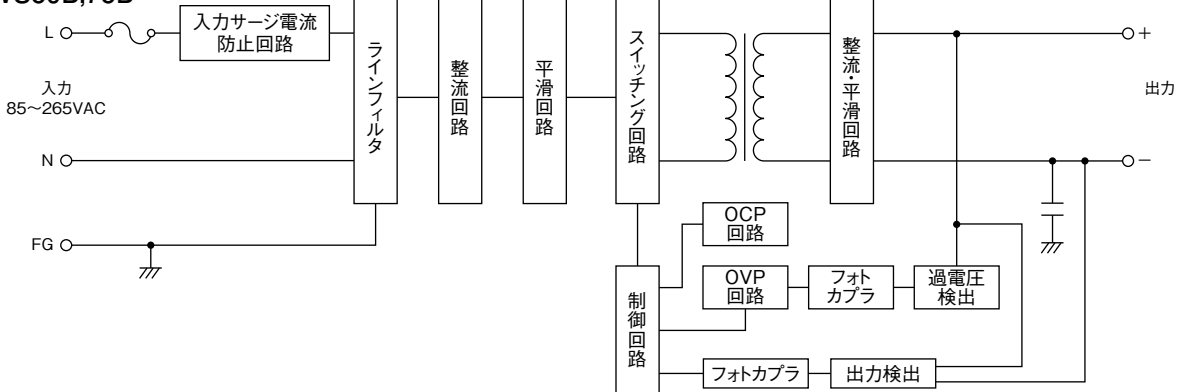 L
入力サージ電流
防止回路
入力
85～265VAC
N
FG
ラインフィルタ
整流回路
平滑回路
スイッチング回路
整流・平滑回路
+
出力
−
OCP
回路
OVP
回路
フォト
カプラ
過電圧
検出
制御回路
フォトカプラ
出力検出